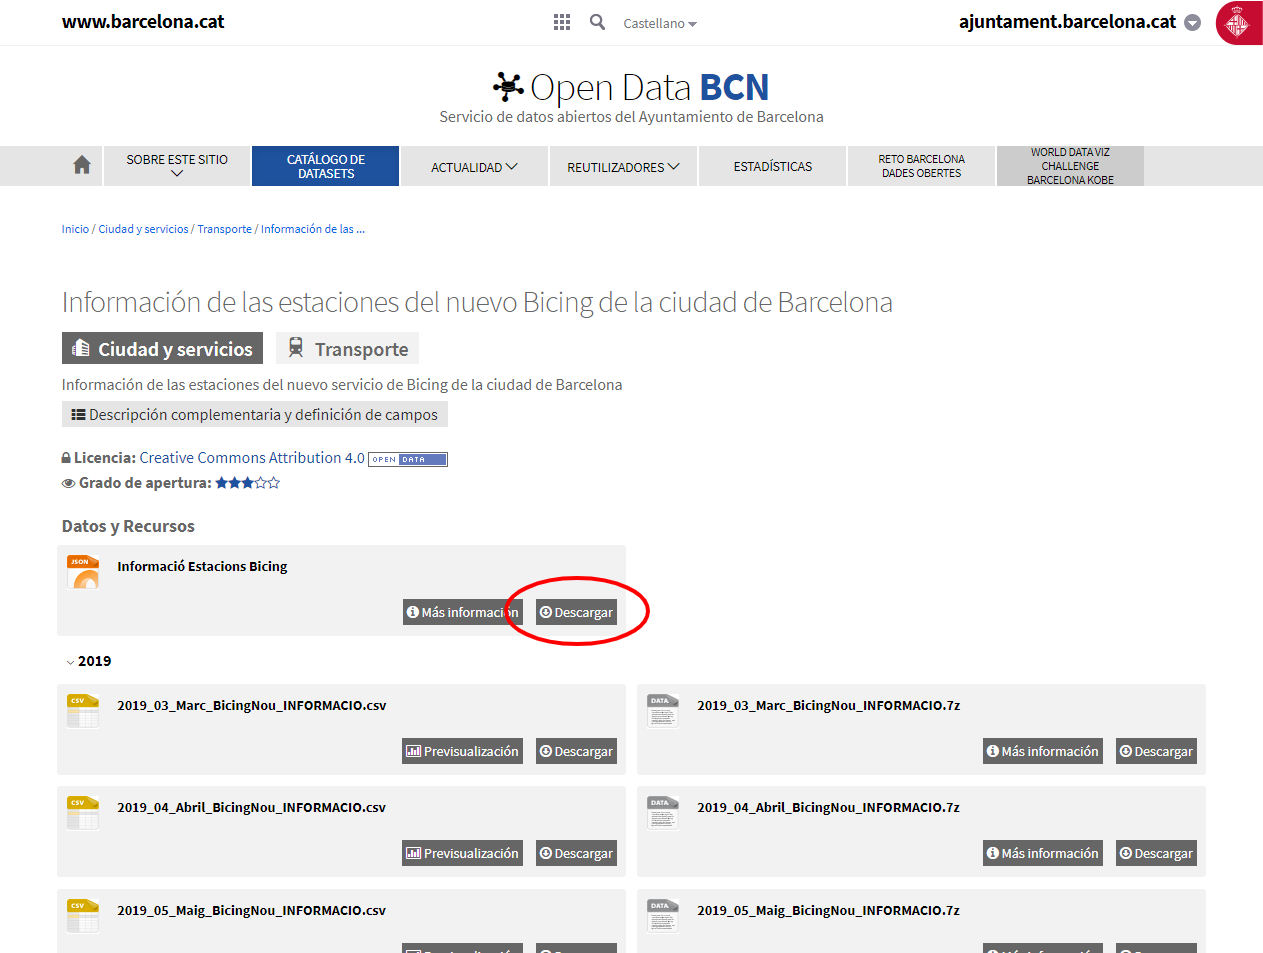 www.barcelona.cat
Castellano
ajuntament.barcelona.cat
Open Data BCN
Servicio de datos abiertos del Ayuntamiento de Barcelona
SOBRE ESTE SITIO
CATÁLOGO DE
DATASETS
ACTUALIDAD
REUTILIZADORES
ESTADÍSTICAS
RETO BARCELONA
DADES OBERTES
WORLD DATA VIZ
CHALLENGE
BARCELONA KOBE
Inicio / Ciudad y servicios / Transporte / Información de las ...
Información de las estaciones del nuevo Bicing de la ciudad de Barcelona
Ciudad y servicios
Transporte
Información de las estaciones del nuevo servicio de Bicing de la ciudad de Barcelona
Descripción complementaria y definición de campos
Licencia: Creative Commons Attribution 4.0 OPEN DATA
Grado de apertura:
Datos y Recursos
JSON
Informació Estacions Bicing
Más información
Descargar
2019
CSV
2019_03_Marc_BicingNou_INFORMACIO.csv
Previsualización
Descargar
DATA
2019_03_Marc_BicingNou_INFORMACIO.7z
Más información
Descargar
CSV
2019_04_Abril_BicingNou_INFORMACIO.csv
Previsualización
Descargar
DATA
2019_04_Abril_BicingNou_INFORMACIO.7z
Más información
Descargar
CSV
2019_05_Maig_BicingNou_INFORMACIO.csv
DATA
2019_05_Maig_BicingNou_INFORMACIO.7z